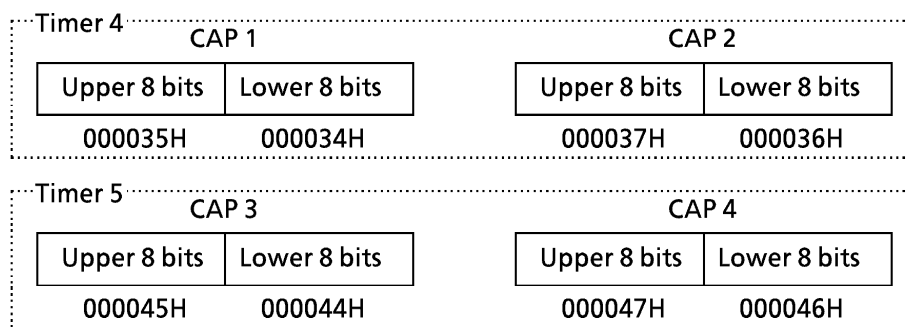 Timer 4
CAP 1 CAP 2
Upper 8 bits Lower 8 bits Upper 8 bits Lower 8 bits
000035H 000034H 000037H 000036H
Timer 5
CAP 3 CAP 4
Upper 8 bits Lower 8 bits Upper 8 bits Lower 8 bits
000045H 000044H 000047H 000046H